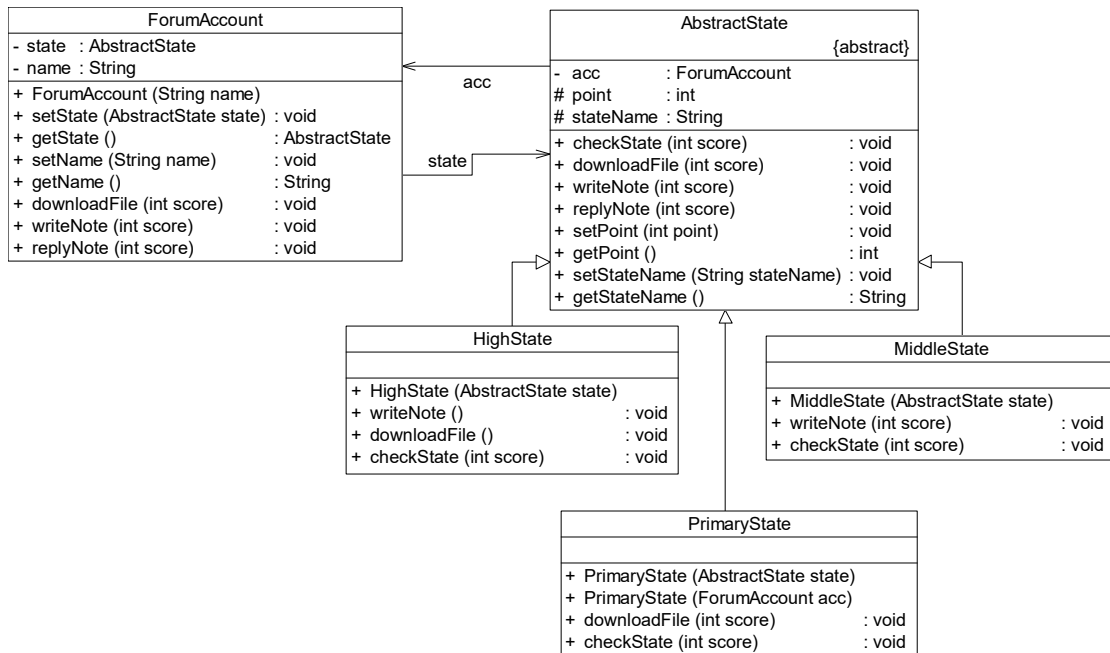 ForumAccount
- state : AbstractState
- name : String
+ ForumAccount (String name)
+ setState (AbstractState state) : void
+ getState () : AbstractState
+ setName (String name) : void
+ getName () : String
+ downloadFile (int score) : void
+ writeNote (int score) : void
+ replyNote (int score) : void
acc
state
AbstractState
{abstract}
- acc : ForumAccount
# point : int
# stateName : String
+ checkState (int score) : void
+ downloadFile (int score) : void
+ writeNote (int score) : void
+ replyNote (int score) : void
+ setPoint (int point) : void
+ getPoint () : int
+ setStateName (String stateName) : void
+ getStateName () : String
HighState
+ HighState (AbstractState state)
+ writeNote () : void
+ downloadFile () : void
+ checkState (int score) : void
MiddleState
+ MiddleState (AbstractState state)
+ writeNote (int score) : void
+ checkState (int score) : void
PrimaryState
+ PrimaryState (AbstractState state)
+ PrimaryState (ForumAccount acc)
+ downloadFile (int score) : void
+ checkState (int score) : void